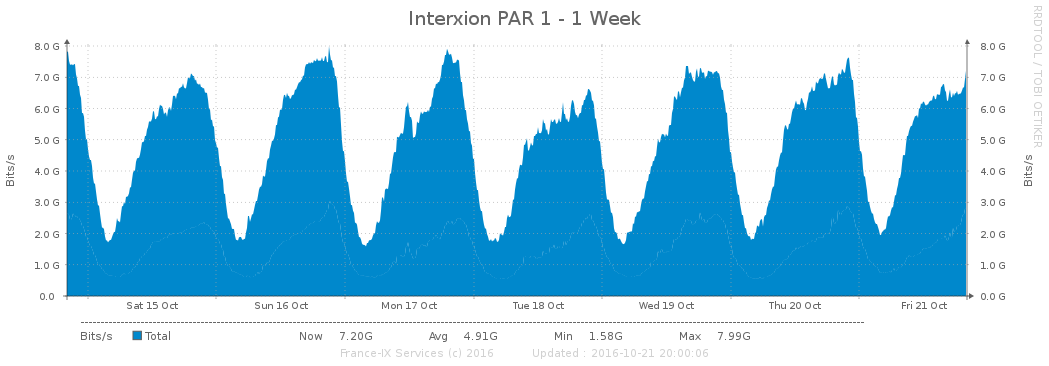 Interxion PAR 1 - 1 Week
RRDTOOL / TOBI OETIKER
Bits/s
8.0 G
7.0 G
6.0 G
5.0 G
4.0 G
3.0 G
2.0 G
1.0 G
0.0
8.0 G
7.0 G
6.0 G
5.0 G
4.0 G
3.0 G
2.0 G
1.0 G
0.0 G
Bits/s
Sat 15 Oct Sun 16 Oct Mon 17 Oct Tue 18 Oct Wed 19 Oct Thu 20 Oct Fri 21 Oct
Bits/s Total Now 7.20G Avg 4.91G Min 1.58G Max 7.99G
France-IX Services (c) 2016 Updated : 2016-10-21 20:00:06